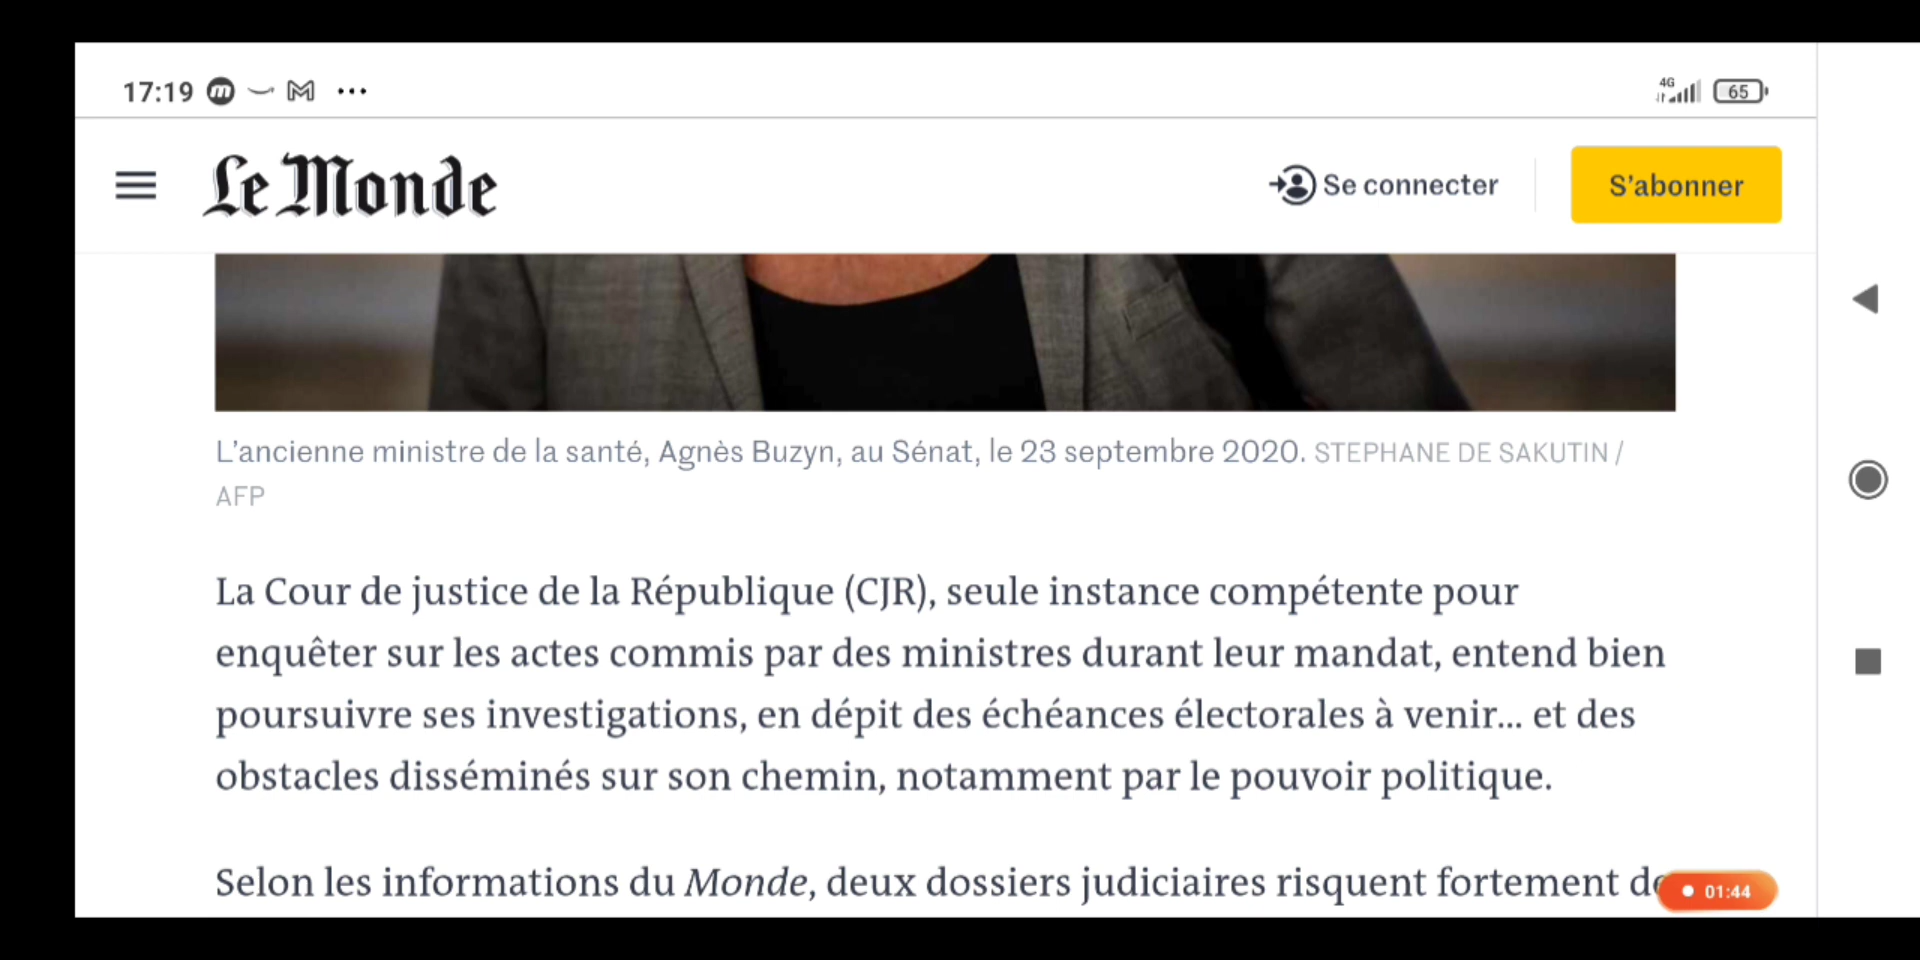 17:19
4G
65
Le Monde
Se connecter
S'abonner
L'ancienne ministre de la santé, Agnès Buzyn, au Sénat, le 23 septembre 2020. STEPHANE DE SAKUTIN /
AFP
La Cour de justice de la République (CJR), seule instance compétente pour
enquêter sur les actes commis par des ministres durant leur mandat, entend bien
poursuivre ses investigations, en dépit des échéances électorales à venir... et des
obstacles disséminés sur son chemin, notamment par le pouvoir politique.
Selon les informations du Monde, deux dossiers judiciaires risquent fortement de
01:44